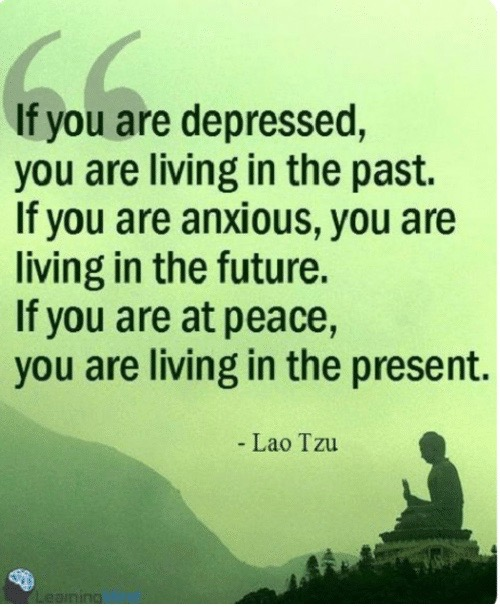 If you are depressed,
you are living in the past.
If you are anxious, you are
living in the future.
If you are at peace,
you are living in the present.
- Lao Tzu
LearningMind